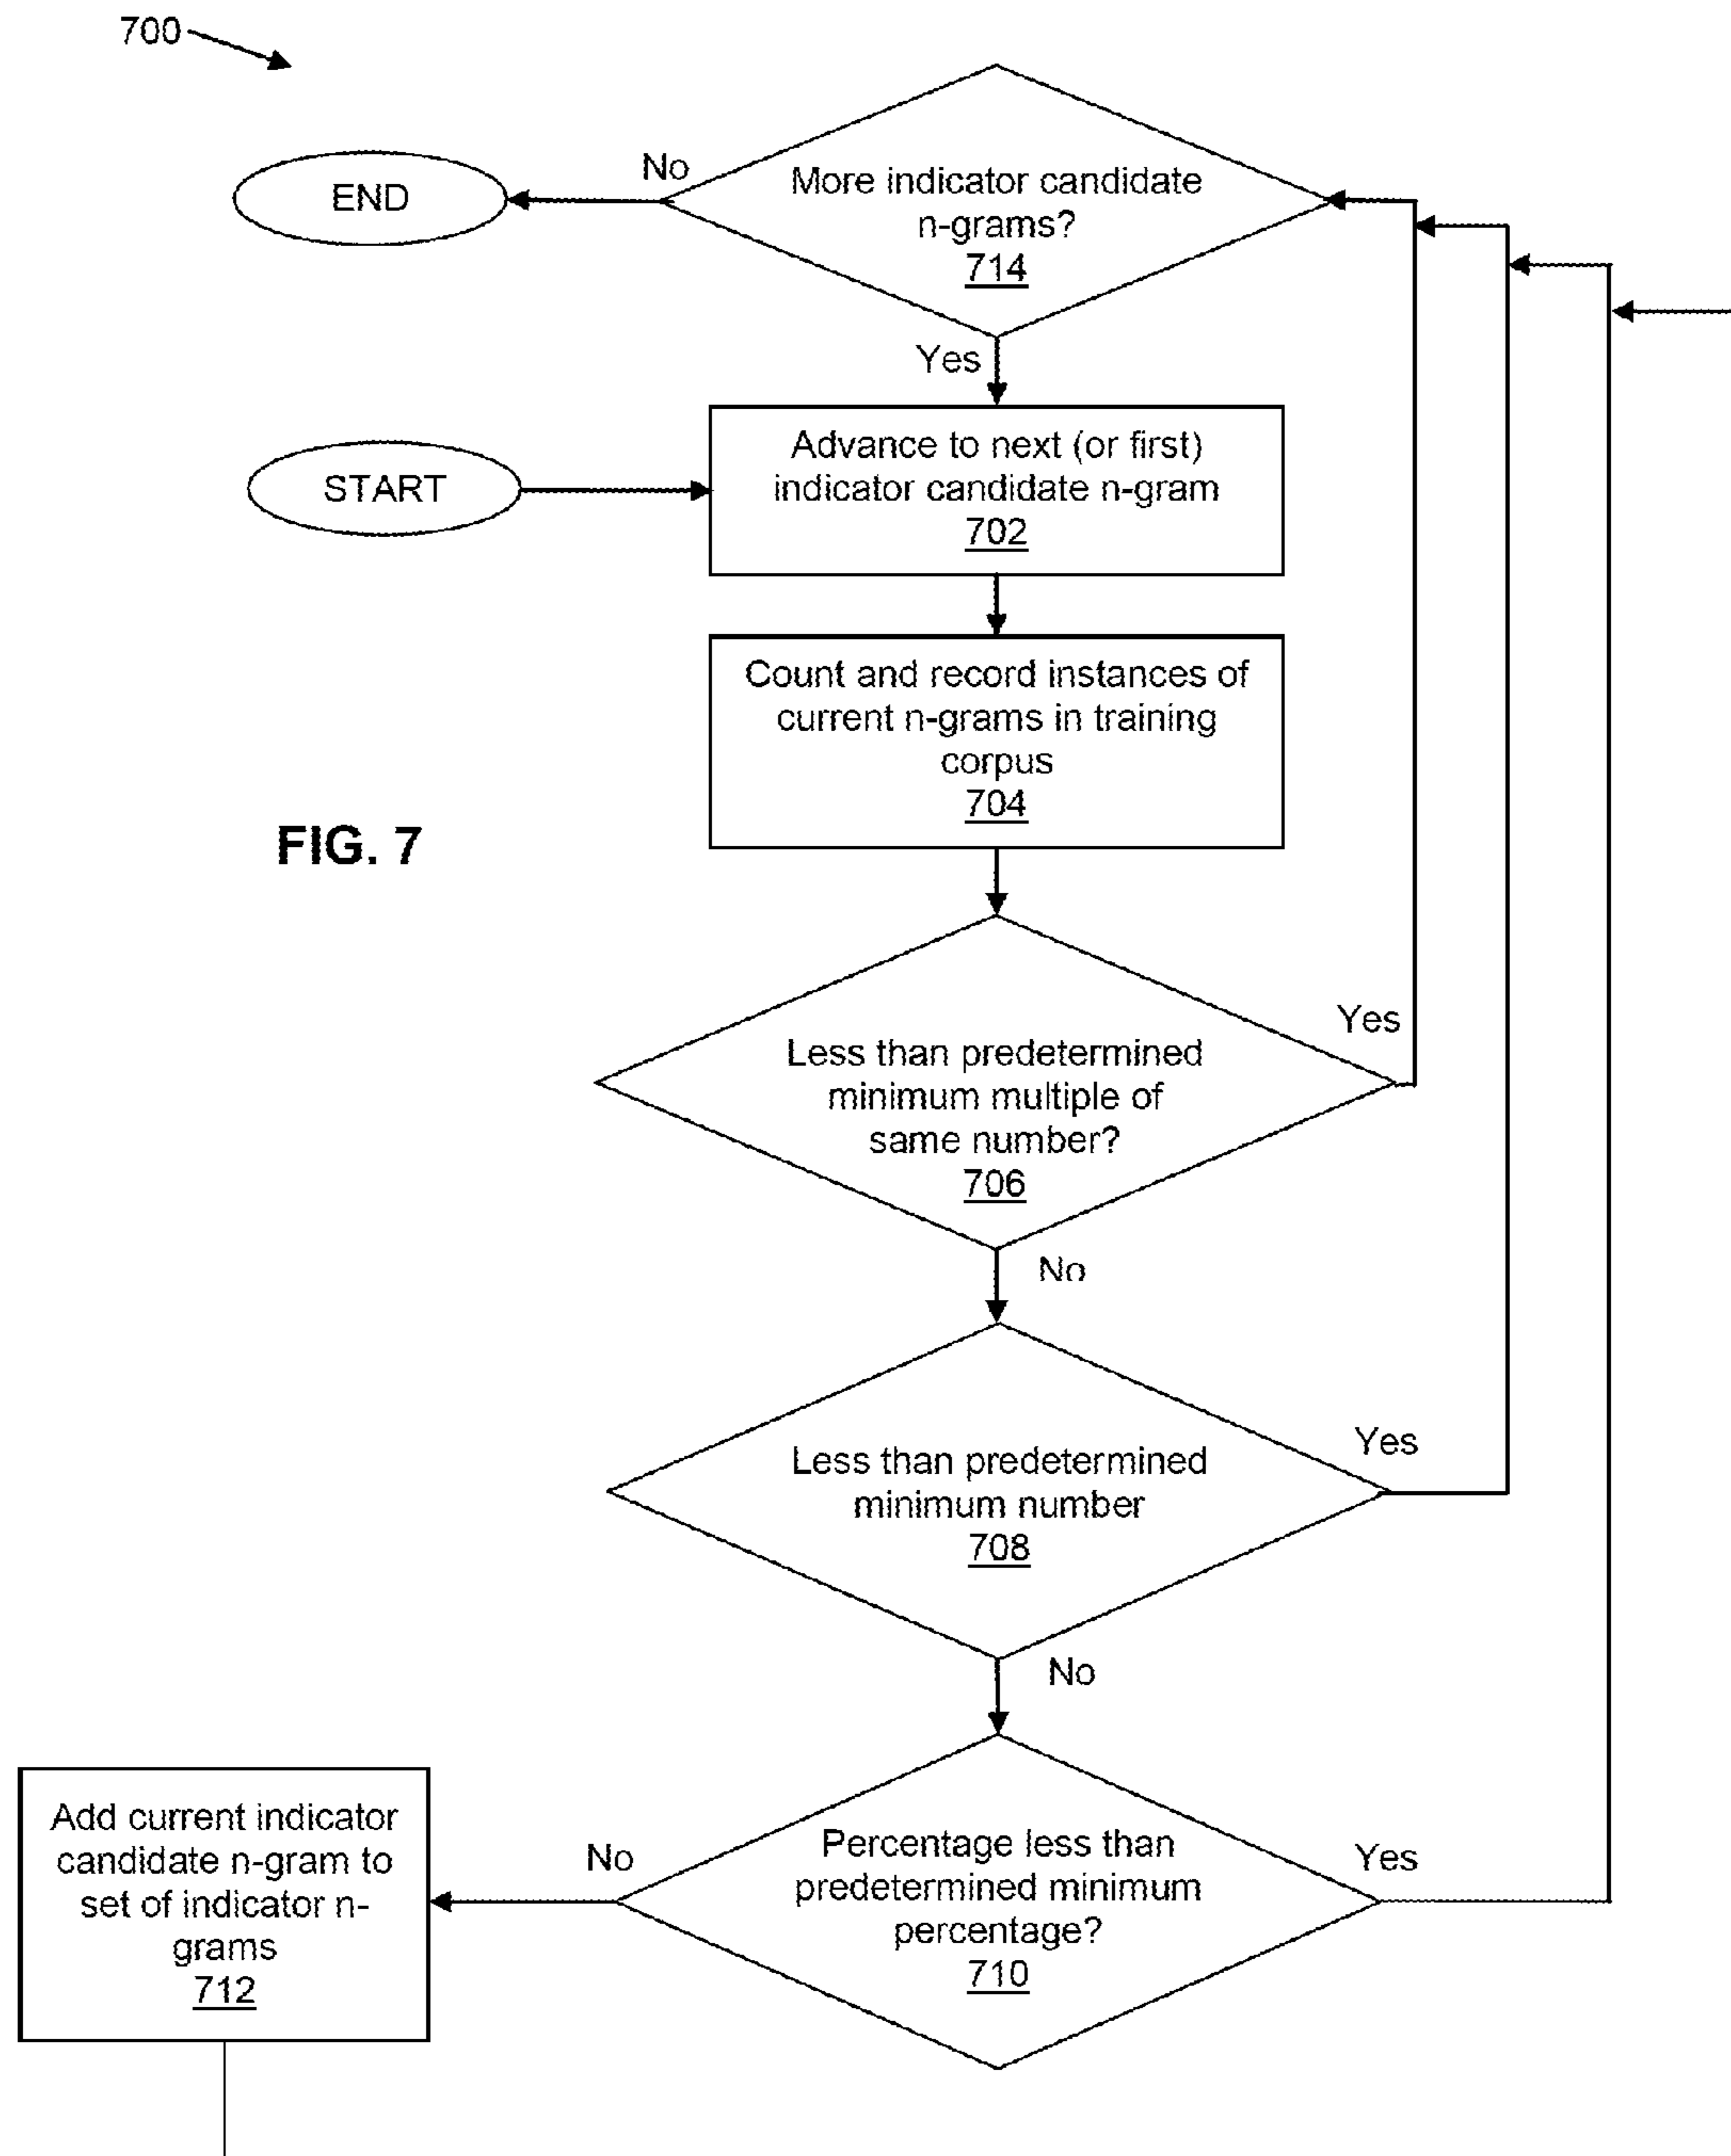 700
No
END
More indicator candidate
n-grams?
714
Yes
START
Advance to next (or first)
indicator candidate n-gram
702
Count and record instances of
current n-grams in training
corpus
704
FIG. 7
Yes
Less than predetermined
minimum multiple of
same number?
706
No
Yes
Less than predetermined
minimum number
708
No
Add current indicator
candidate n-gram to
set of indicator n-
grams
712
No
Percentage less than
predetermined minimum
percentage?
710
Yes